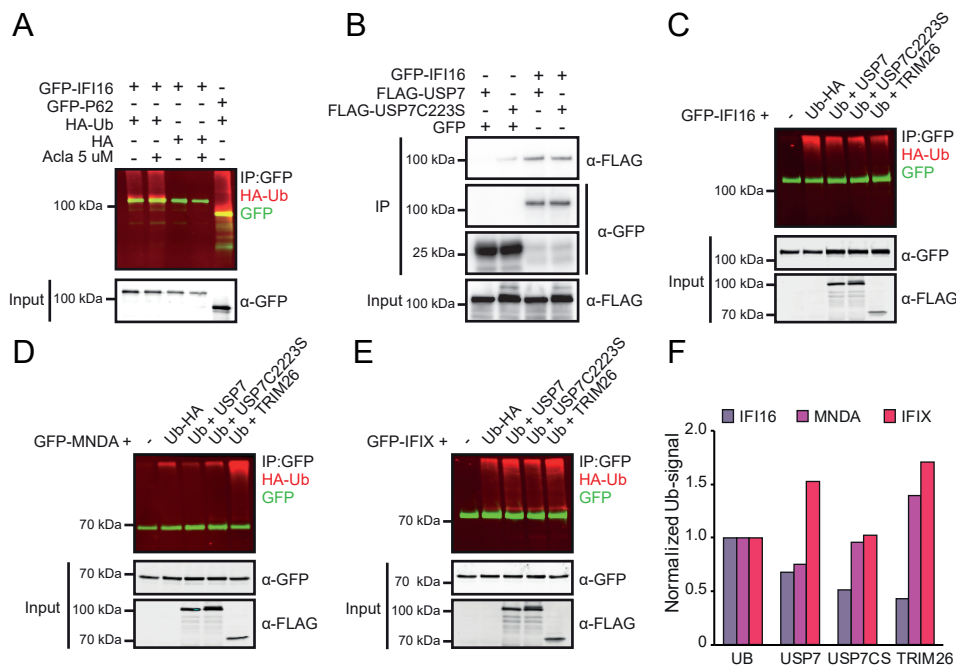 A
GFP-IFI16 + + + + -
GFP-P62 - - - - +
HA-Ub + + +
HA + +
Acla 5 uM + +
IP:GFP
HA-Ub
GFP
100 kDa
Input
100 kDa
α-GFP
B
GFP-IFI16 - - + +
FLAG-USP7 + - + -
FLAG-USP7C223S - + - +
GFP + + - -
100 kDa
α-FLAG
IP
100 kDa
α-GFP
25 kDa
Input
100 kDa
α-FLAG
C
GFP-IFI16 + - Ub-HA Ub + USP7 Ub + USP7C2223S Ub + TRIM26
IP:GFP
HA-Ub
GFP
100 kDa
Input
100 kDa
α-GFP
100 kDa
α-FLAG
70 kDa
D
GFP-MNDA + - Ub-HA Ub + USP7 Ub + USP7C2223S Ub + TRIM26
IP:GFP
HA-Ub
GFP
70 kDa
Input
70 kDa
α-GFP
100 kDa
α-FLAG
70 kDa
E
GFP-IFIX + - Ub-HA Ub + USP7 Ub + USP7C2223S Ub + TRIM26
IP:GFP
HA-Ub
GFP
70 kDa
Input
70 kDa
α-GFP
100 kDa
α-FLAG
70 kDa
F
IFI16 MNDA IFIX
Normalized Ub-signal
2.0
1.5
1.0
0.5
0
UB USP7 USP7CS TRIM26